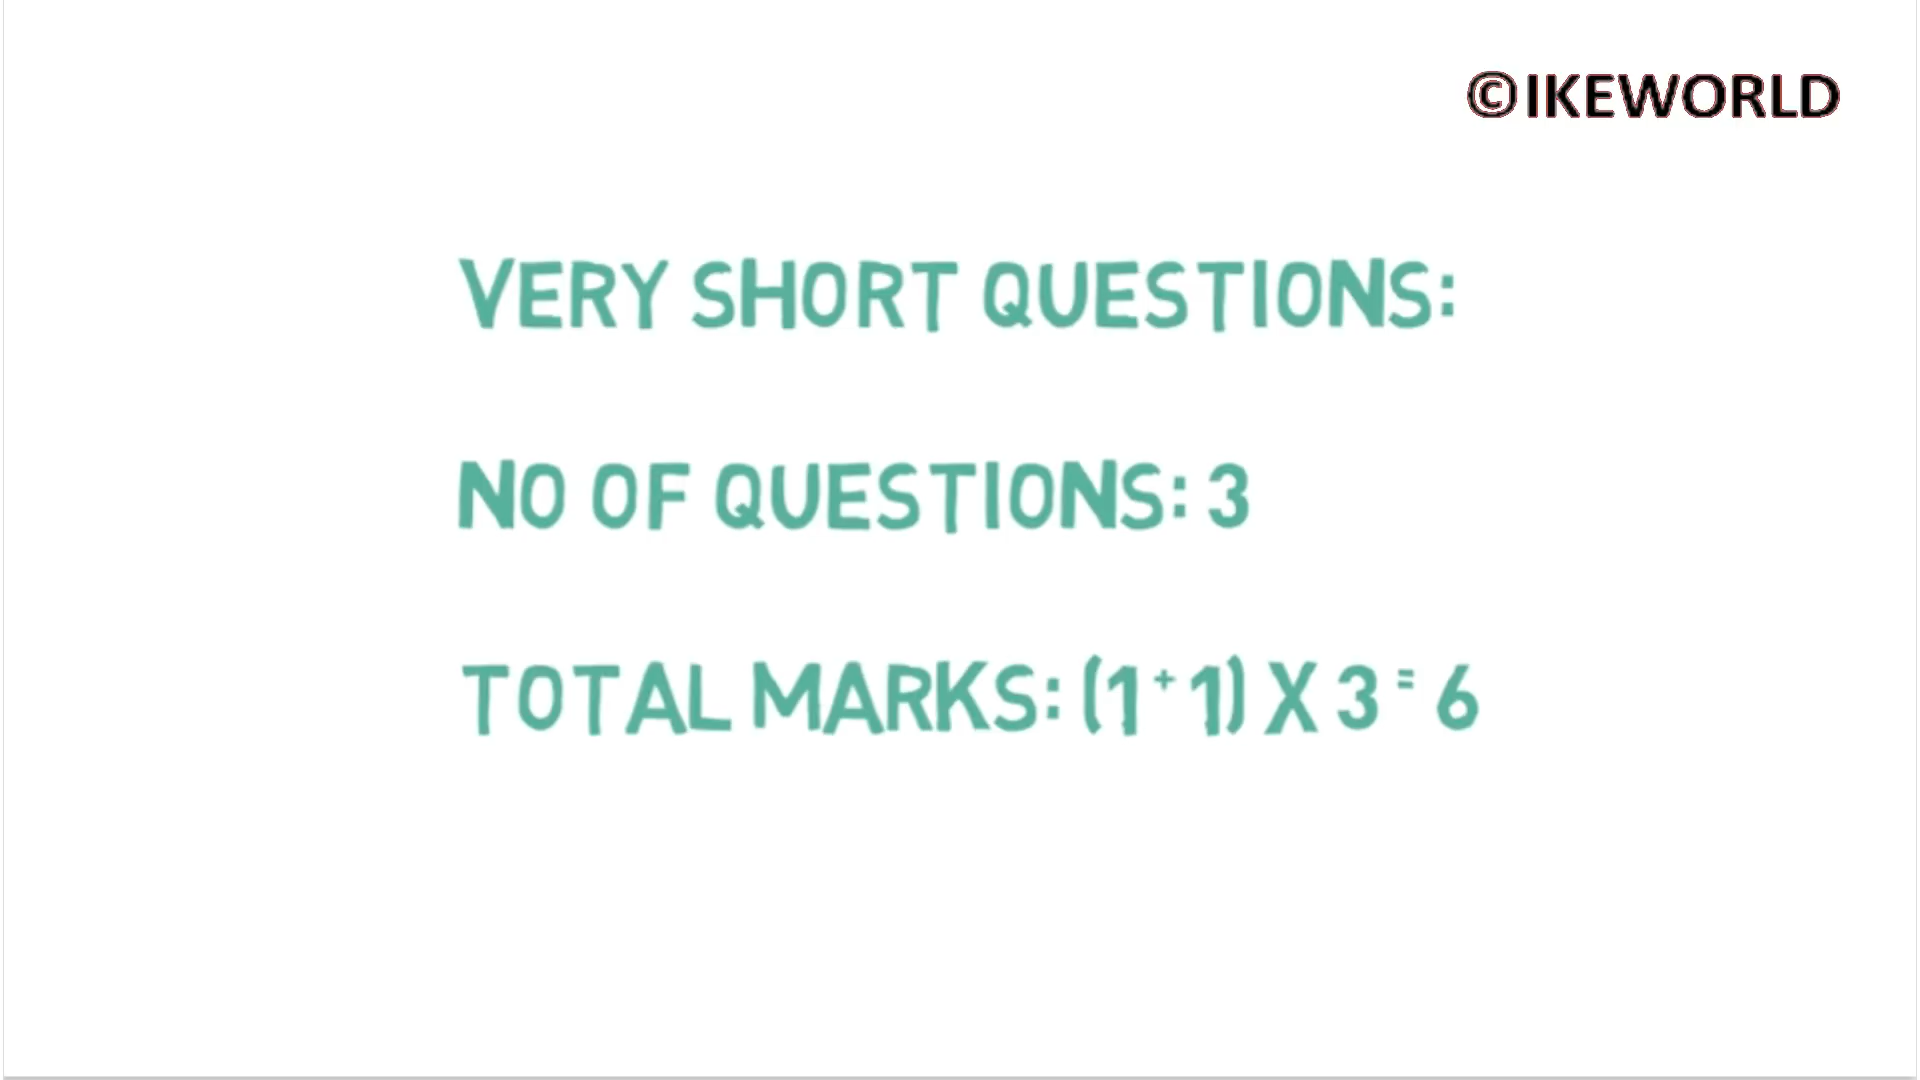 ©IKEWORLD
VERY SHORT QUESTIONS:
NO OF QUESTIONS: 3
TOTAL MARKS: (1+1) X 3 = 6